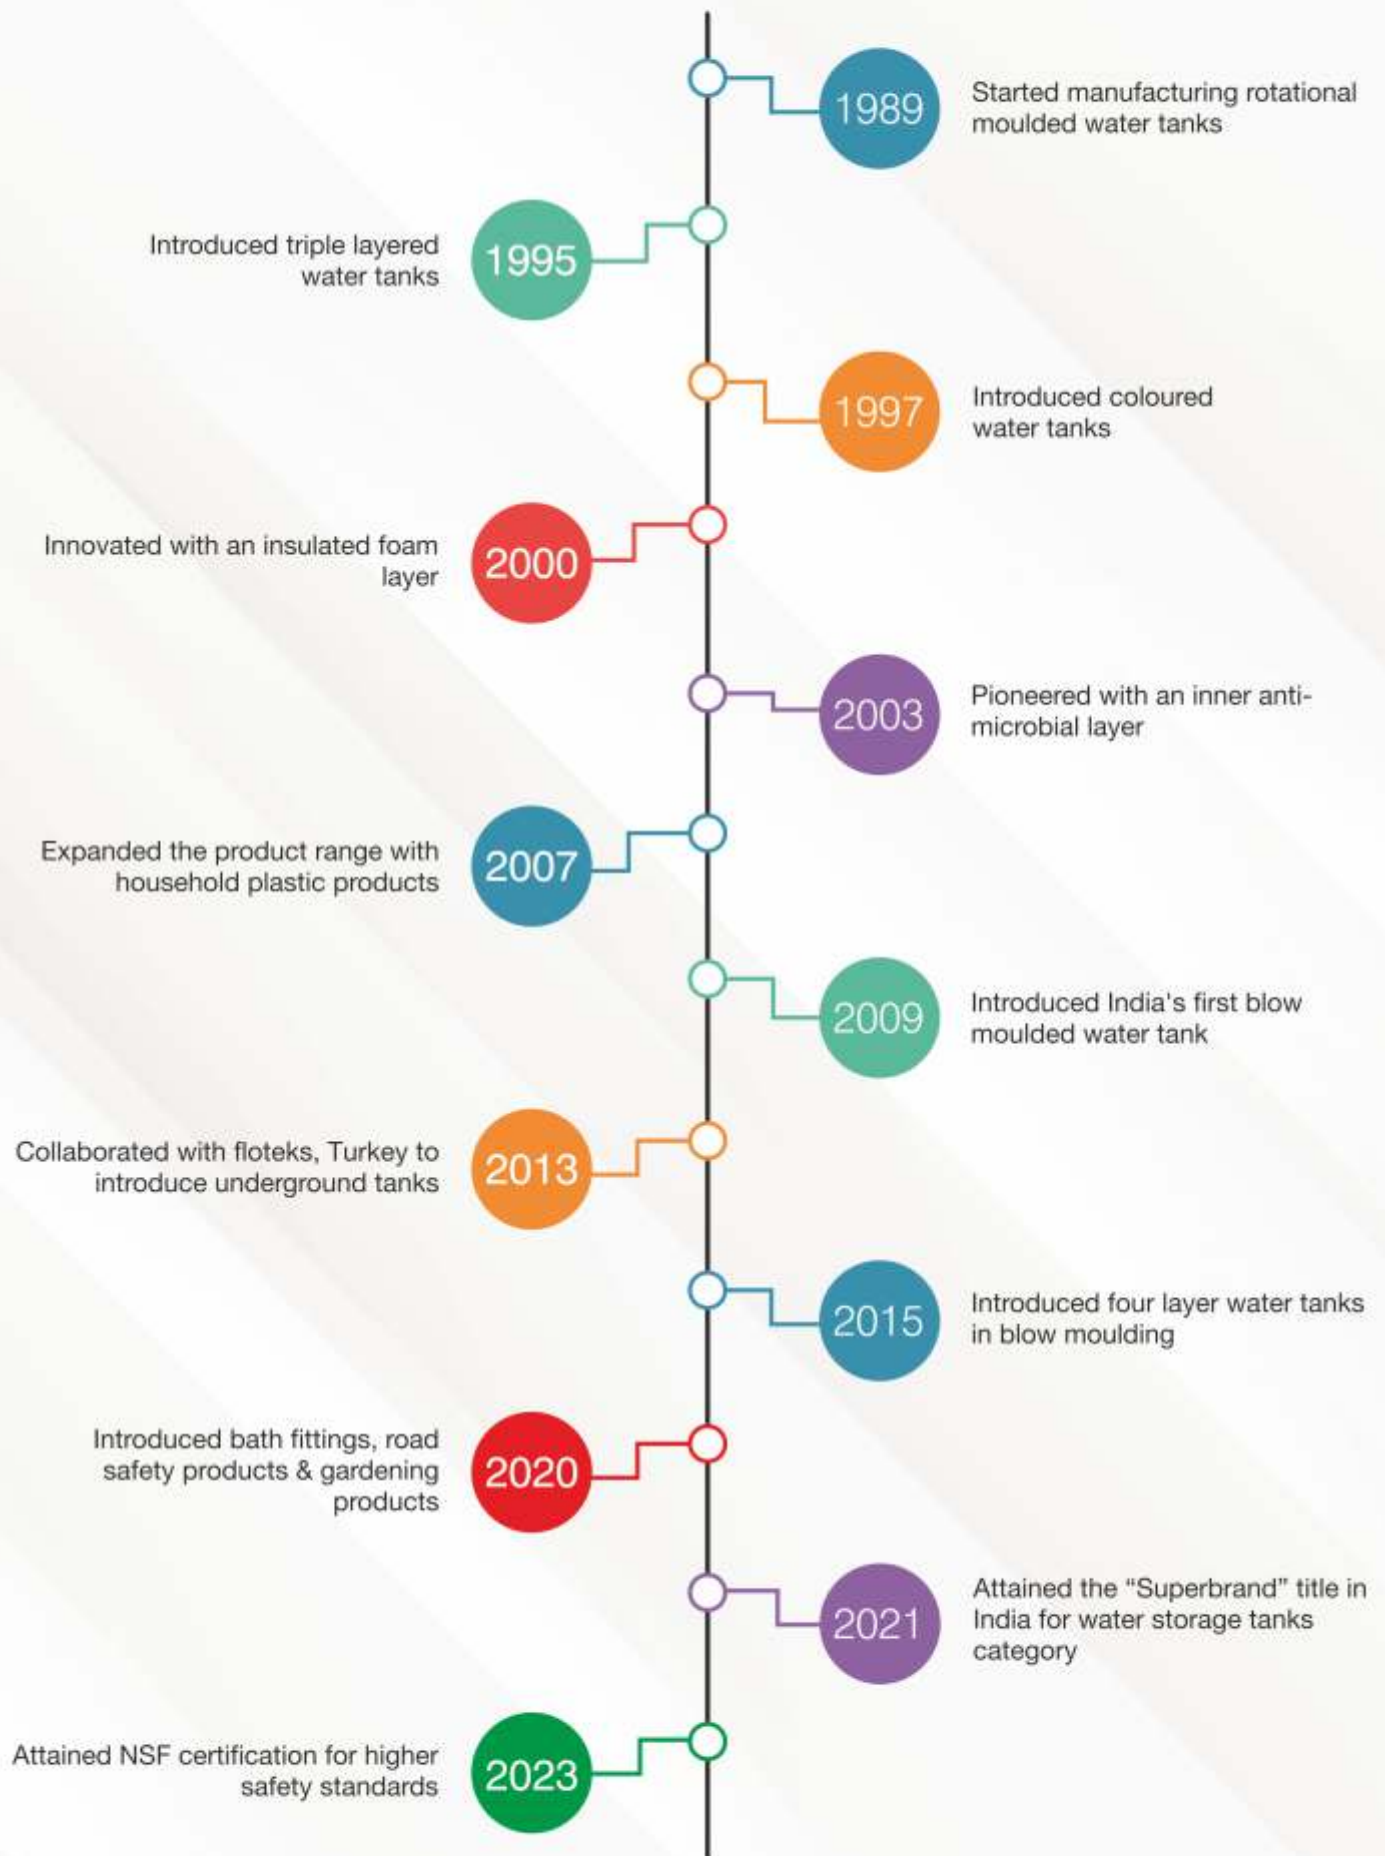 1989
Started manufacturing rotational
moulded water tanks
1995
Introduced triple layered
water tanks
1997
Introduced coloured
water tanks
2000
Innovated with an insulated foam
layer
2003
Pioneered with an inner anti-
microbial layer
2007
Expanded the product range with
household plastic products
2009
Introduced India's first blow
moulded water tank
2013
Collaborated with floteks, Turkey to
introduce underground tanks
2015
Introduced four layer water tanks
in blow moulding
2020
Introduced bath fittings, road
safety products & gardening
products
2021
Attained the “Superbrand” title in
India for water storage tanks
category
2023
Attained NSF certification for higher
safety standards